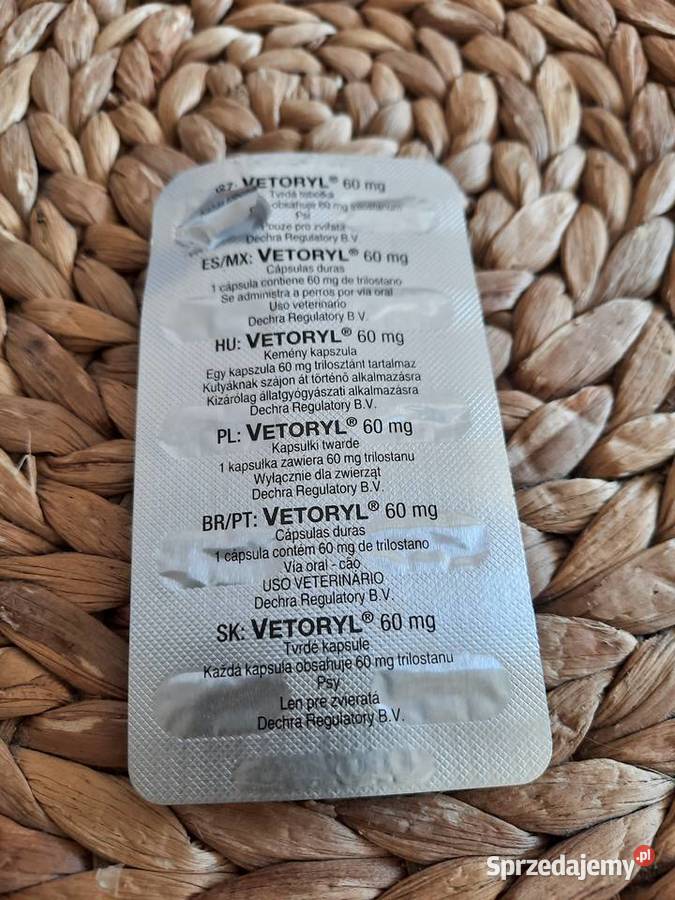 CZ: VETORYL® 60 mg
Tvrdá tobolka
obsahuje 60 mg trilostanum
Psi
Pouze pro zvířata
Dechra Regulatory B.V.
ES/MX: VETORYL® 60 mg
Cápsulas duras
1 cápsula contiene 60 mg de trilostano
Se administra a perros por vía oral
Uso veterinario
Dechra Regulatory B.V.
HU: VETORYL® 60 mg
Kemény kapszula
Egy kapszula 60 mg trilosztánt tartalmaz
Kutyáknak szájon át történő alkalmazásra
Kizárólag állatgyógyászati alkalmazásra
Dechra Regulatory B.V.
PL: VETORYL® 60 mg
Kapsułki twarde
1 kapsułka zawiera 60 mg trilostanu
Wyłącznie dla zwierząt
Dechra Regulatory B.V.
BR/PT: VETORYL® 60 mg
Cápsulas duras
1 cápsula contém 60 mg de trilostano
Via oral - cão
USO VETERINÁRIO
Dechra Regulatory B.V.
SK: VETORYL® 60 mg
Tvrdé kapsule
Každá kapsula obsahuje 60 mg trilostanu
Psy
Len pre zvieratá
Dechra Regulatory B.V.
Sprzedajemy.pl